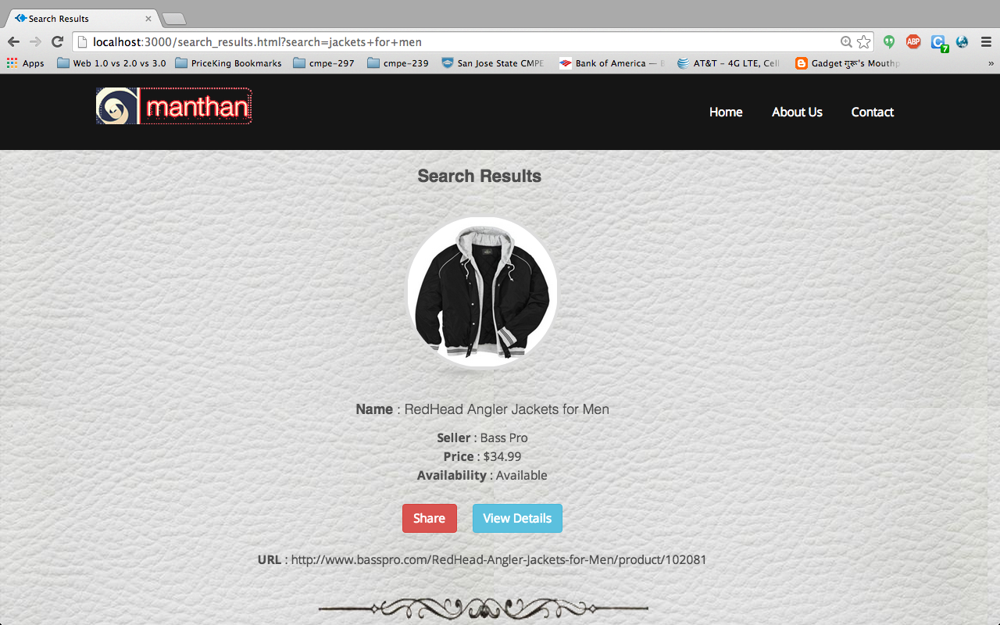 Search Results
localhost:3000/search_results.html?search=jackets+for+men
ABP
7
Apps Web 1.0 vs 2.0 vs 3.0 PriceKing Bookmarks cmpe-297 cmpe-239 San Jose State CMPE Bank of America — AT&T - 4G LTE, Cell Gadget गुरू's Mouthp »
manthan
Home About Us Contact
Search Results
Name : RedHead Angler Jackets for Men
Seller : Bass Pro
Price : $34.99
Availability : Available
Share View Details
URL : http://www.basspro.com/RedHead-Angler-Jackets-for-Men/product/102081